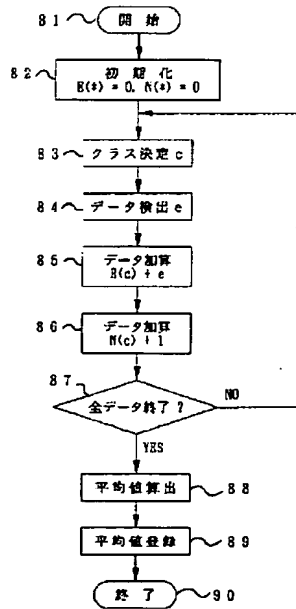 81
開 始
82
初 期 化
E(*) = 0, N(*) = 0
83
クラス決定 c
84
データ検出 e
85
データ加算
E(c) + e
86
データ加算
N(c) + 1
87
全データ終了 ?
NO
YES
平均値算出
88
平均値登録
89
終 了
90